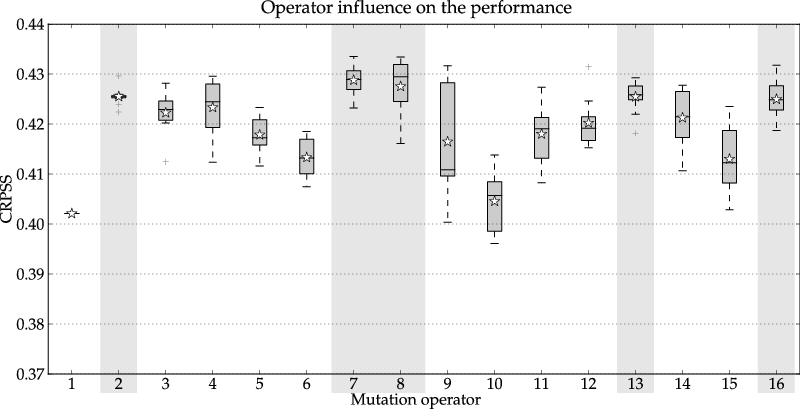 Operator influence on the performance
0.44
0.43
0.42
0.41
0.40
0.39
0.38
0.37
CRPSS
1 2 3 4 5 6 7 8 9 10 11 12 13 14 15 16
Mutation operator